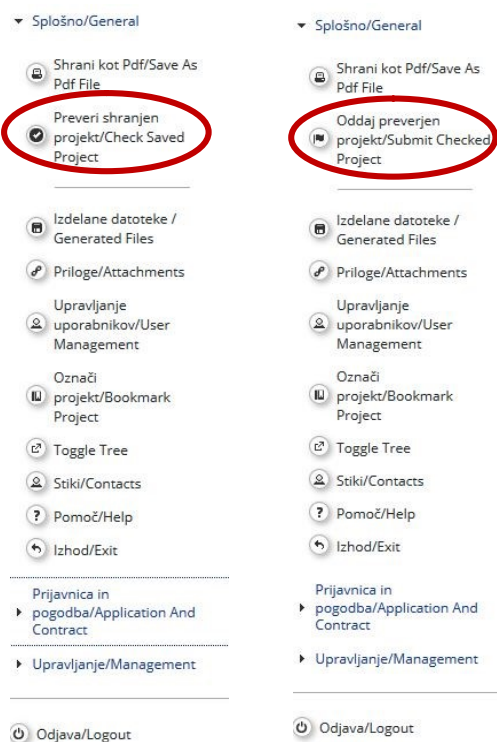 Splošno/General
Shrani kot Pdf/Save As
Pdf File
Preveri shranjen
projekt/Check Saved
Project
Izdelane datoteke /
Generated Files
Priloge/Attachments
Upravljanje
uporabnikov/User
Management
Označi
projekt/Bookmark
Project
Toggle Tree
Stiki/Contacts
Pomoč/Help
Izhod/Exit
Prijavnica in
pogodba/Application And
Contract
Upravljanje/Management
Odjava/Logout
Splošno/General
Shrani kot Pdf/Save As
Pdf File
Oddaj preverjen
projekt/Submit Checked
Project
Izdelane datoteke /
Generated Files
Priloge/Attachments
Upravljanje
uporabnikov/User
Management
Označi
projekt/Bookmark
Project
Toggle Tree
Stiki/Contacts
Pomoč/Help
Izhod/Exit
Prijavnica in
pogodba/Application And
Contract
Upravljanje/Management
Odjava/Logout